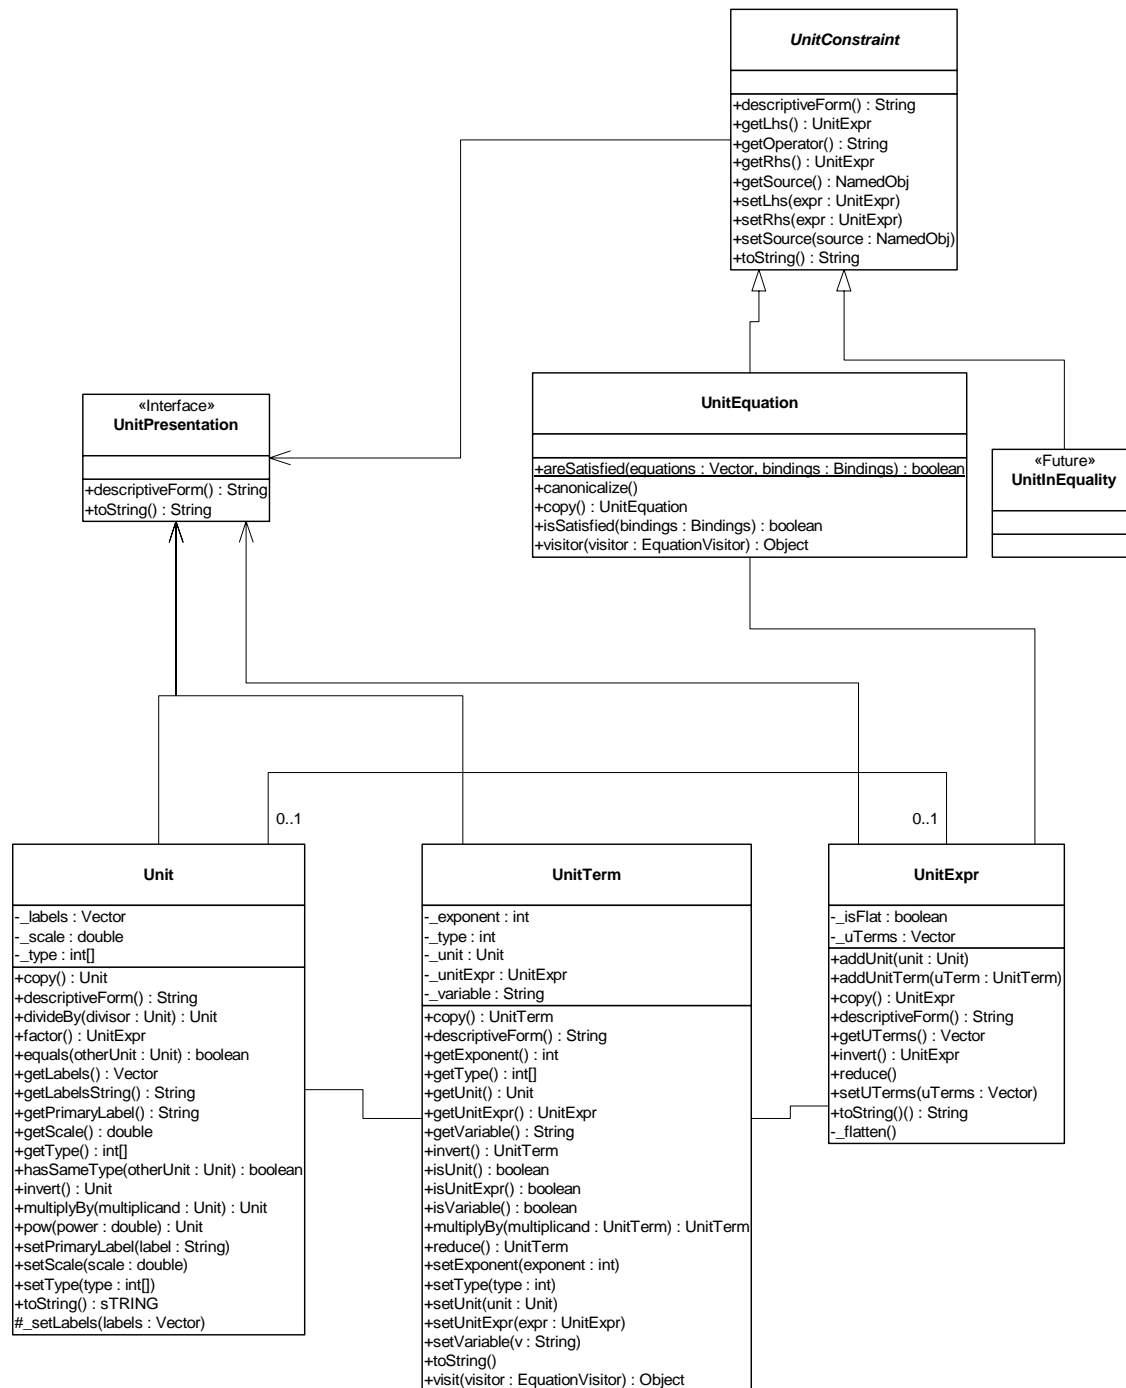 UnitConstraint
+descriptiveForm() : String
+getLhs() : UnitExpr
+getOperator() : String
+getRhs() : UnitExpr
+getSource() : NamedObj
+setLhs(expr : UnitExpr)
+setRhs(expr : UnitExpr)
+setSource(source : NamedObj)
+toString() : String
«Interface»
UnitPresentation
+descriptiveForm() : String
+toString() : String
UnitEquation
+areSatisfied(equations : Vector, bindings : Bindings) : boolean
+canonicalize()
+copy() : UnitEquation
+isSatisfied(bindings : Bindings) : boolean
+visitor(visitor : EquationVisitor) : Object
«Future»
UnitInEquality
0..1
0..1
Unit
-_labels : Vector
-_scale : double
-_type : int[]
+copy() : Unit
+descriptiveForm() : String
+divideBy(divisor : Unit) : Unit
+factor() : UnitExpr
+equals(otherUnit : Unit) : boolean
+getLabels() : Vector
+getLabelsString() : String
+getPrimaryLabel() : String
+getScale() : double
+getType() : int[]
+hasSameType(otherUnit : Unit) : boolean
+invert() : Unit
+multiplyBy(multiplicand : Unit) : Unit
+pow(power : double) : Unit
+setPrimaryLabel(label : String)
+setScale(scale : double)
+setType(type : int[])
+toString() : sTRING
#_setLabels(labels : Vector)
UnitTerm
-_exponent : int
-_type : int
-_unit : Unit
-_unitExpr : UnitExpr
-_variable : String
+copy() : UnitTerm
+descriptiveForm() : String
+getExponent() : int
+getType() : int[]
+getUnit() : Unit
+getUnitExpr() : UnitExpr
+getVariable() : String
+invert() : UnitTerm
+isUnit() : boolean
+isUnitExpr() : boolean
+isVariable() : boolean
+multiplyBy(multiplicand : UnitTerm) : UnitTerm
+reduce() : UnitTerm
+setExponent(exponent : int)
+setType(type : int)
+setUnit(unit : Unit)
+setUnitExpr(expr : UnitExpr)
+setVariable(v : String)
+toString()
+visit(visitor : EquationVisitor) : Object
UnitExpr
-_isFlat : boolean
-_uTerms : Vector
+addUnit(unit : Unit)
+addUnitTerm(uTerm : UnitTerm)
+copy() : UnitExpr
+descriptiveForm() : String
+getUTerms() : Vector
+invert() : UnitExpr
+reduce()
+setUTerms(uTerms : Vector)
+toString()() : String
-_flatten()